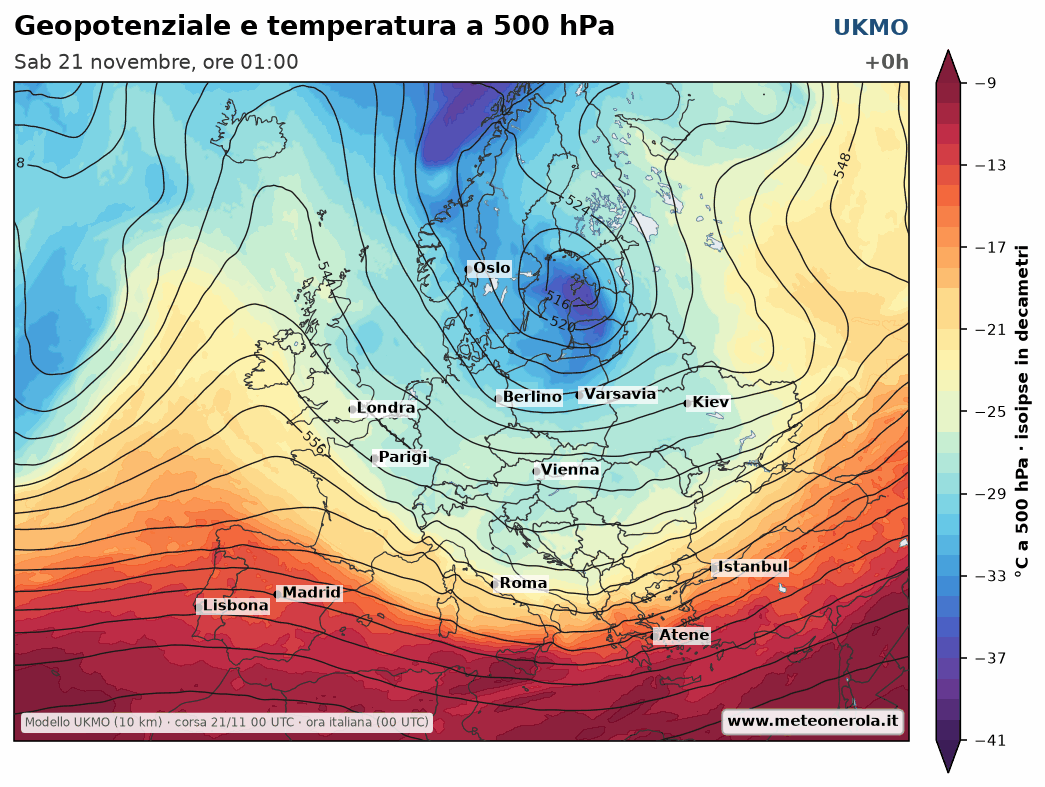 Geopotenziale e temperatura a 500 hPa
UKMO
Sab 21 novembre, ore 01:00
+0h
−9
548
8
−13
524
Oslo
544
−17
516
520
−21
Berlino
Varsavia
Kiev
Londra
−25
556
Parigi
Vienna
−29
°C a 500 hPa · isoipse in decametri
Istanbul
Roma
−33
Madrid
Lisbona
Atene
−37
Modello UKMO (10 km) · corsa 21/11 00 UTC · ora italiana (00 UTC)
www.meteonerola.it
−41